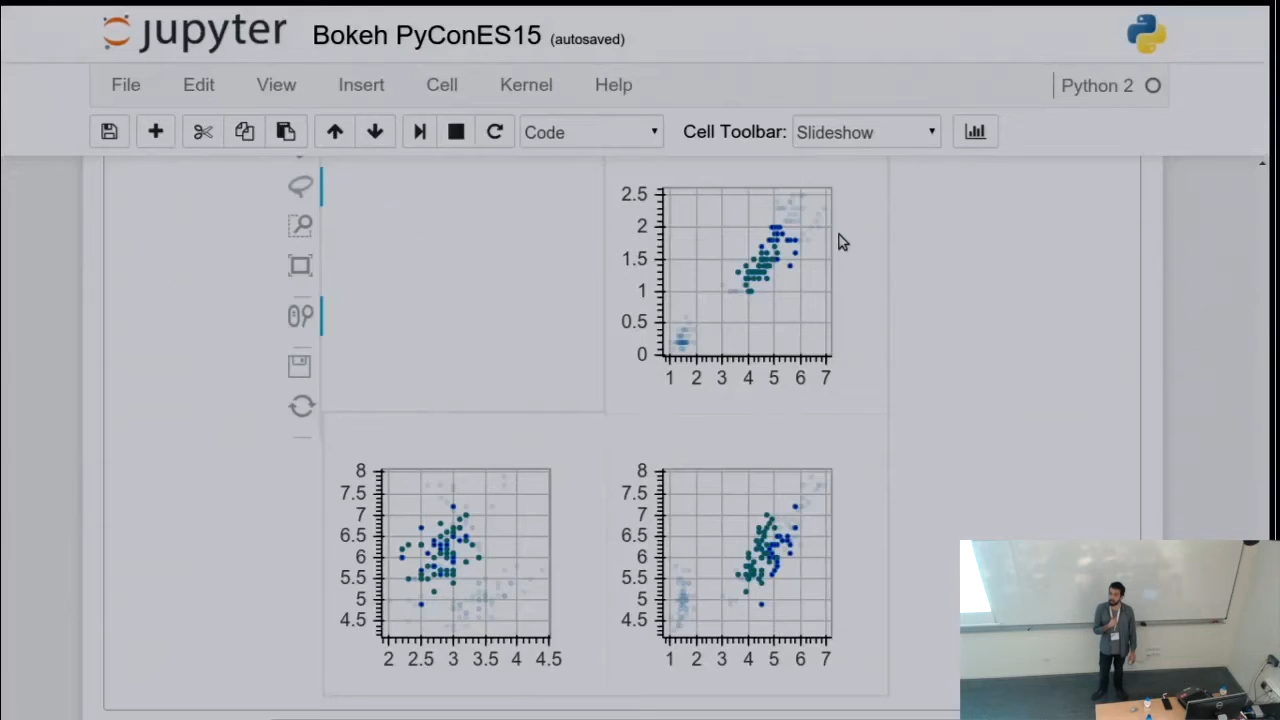 jupyter Bokeh PyConES15 (autosaved)
File Edit View Insert Cell Kernel Help Python 2
Code Cell Toolbar: Slideshow
2.5
2
1.5
1
0.5
0
1 2 3 4 5 6 7
8 8
7.5 7.5
7 7
6.5 6.5
6 6
5.5 5.5
5 5
4.5 4.5
2 2.5 3 3.5 4 4.5 1 2 3 4 5 6 7